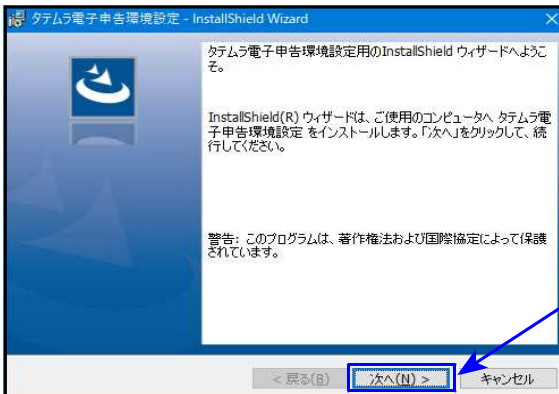 タテムラ電子申告環境設定 - InstallShield Wizard
タテムラ電子申告環境設定用のInstallShield ウィザードへようこ
そ。
InstallShield(R) ウィザードは、ご使用のコンピュータへ タテムラ電
子申告環境設定 をインストールします。「次へ」をクリックして、続
行してください。
警告: このプログラムは、著作権法および国際協定によって保護
されています。
< 戻る(B) 次へ(N) > キャンセル